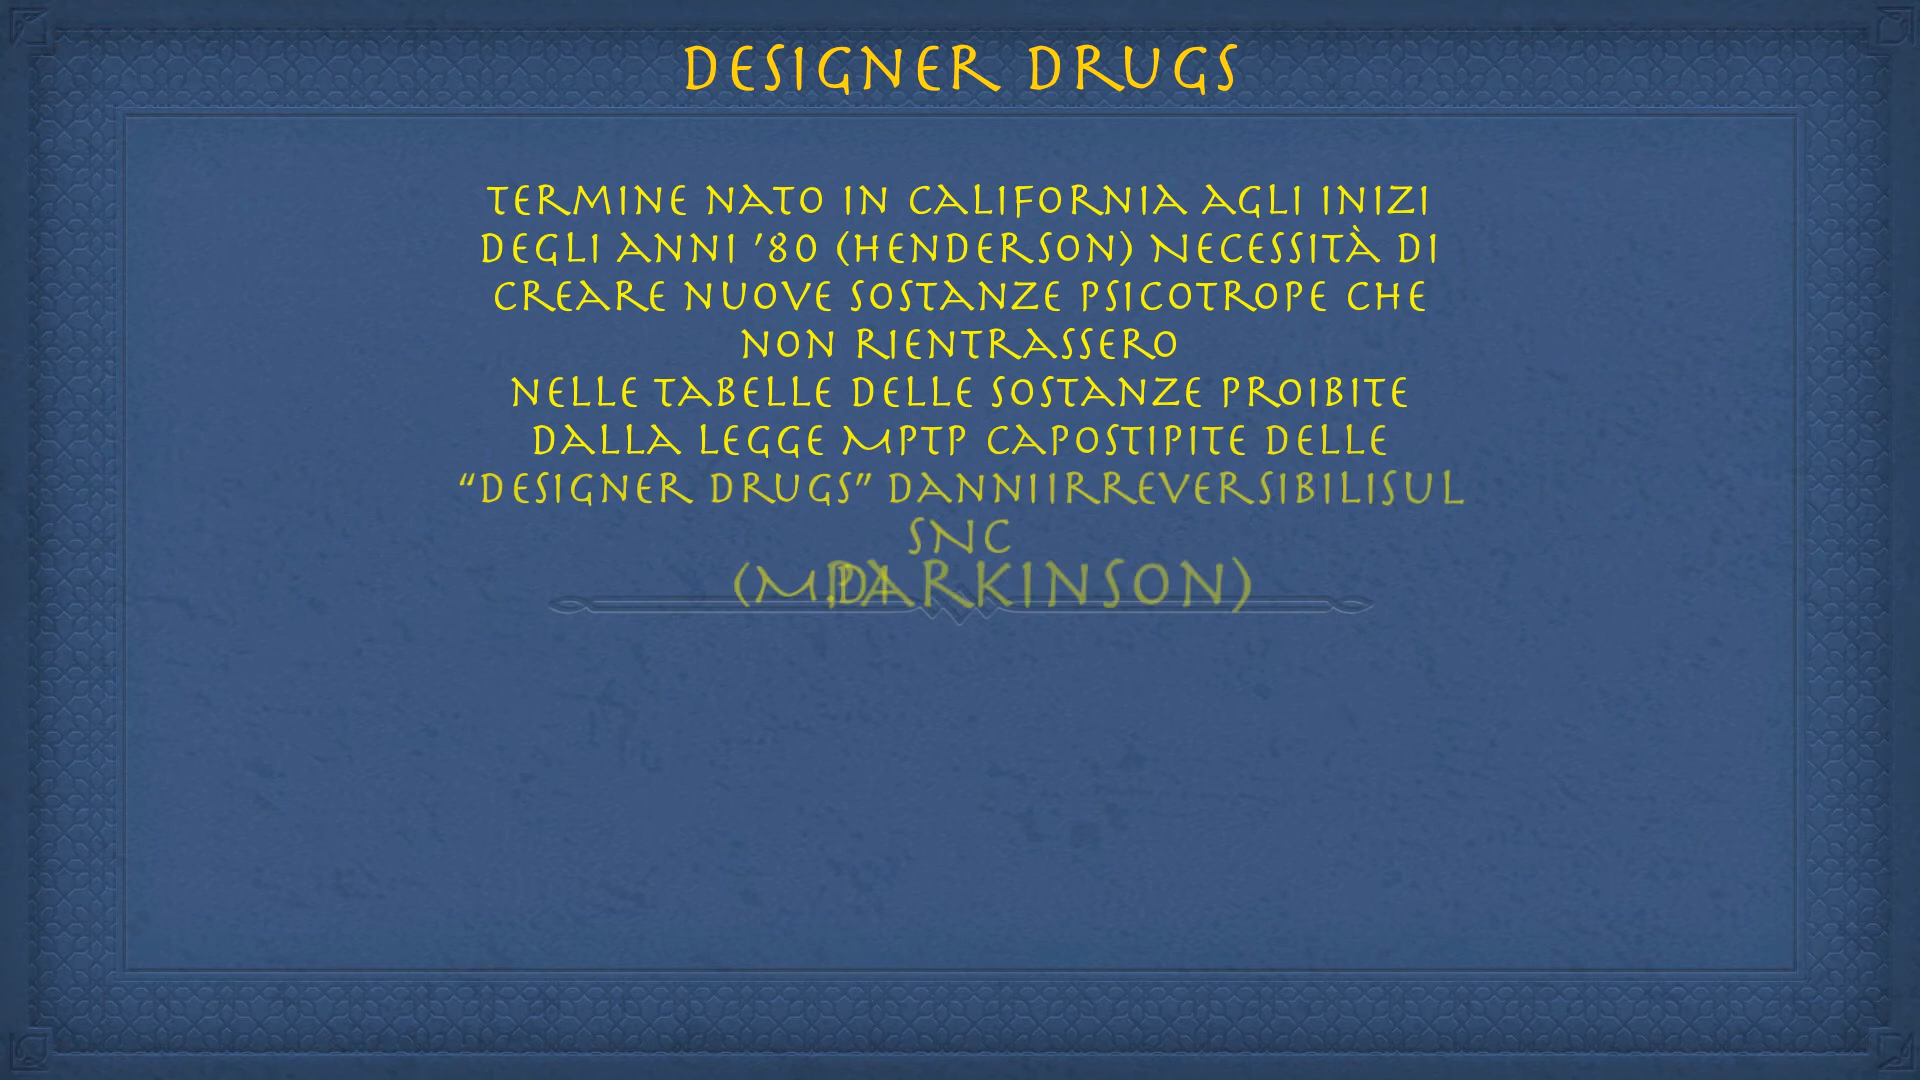 DESIGNER DRUGS
TERMINE NATO IN CALIFORNIA AGLI INIZI
DEGLI ANNI ’80 (HENDERSON) NECESSITÀ DI
CREARE NUOVE SOSTANZE PSICOTROPE CHE
NON RIENTRASSERO
NELLE TABELLE DELLE SOSTANZE PROIBITE
DALLA LEGGE MPTP CAPOSTIPITE DELLE
“DESIGNER DRUGS” DANNIIRREVERSIBILISUL
SNC
(M.DI PARKINSON)